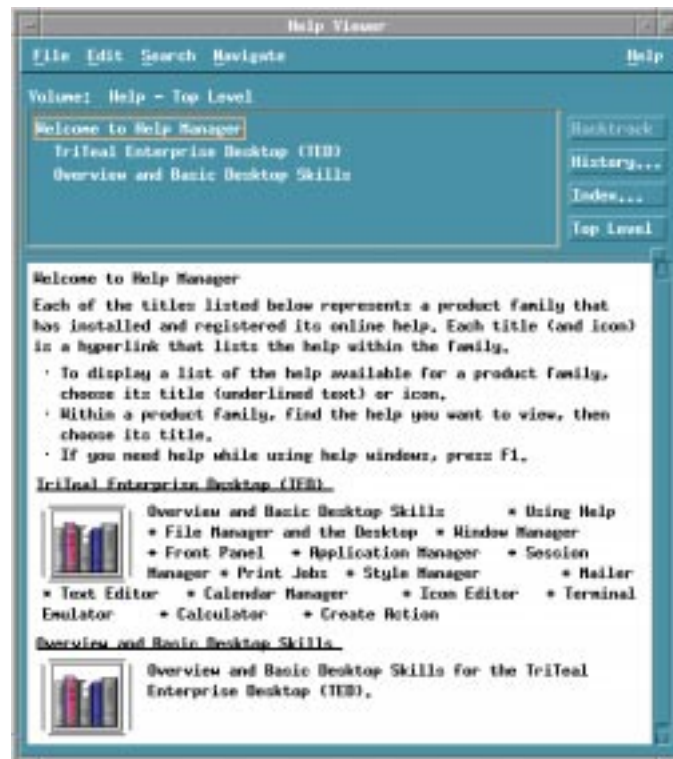 Help Viewer
File Edit Search Navigate Help
Volume: Help - Top Level
Welcome to Help Manager
TriTeal Enterprise Desktop (TED)
Overview and Basic Desktop Skills
Backtrack
History...
Index...
Top Level
Welcome to Help Manager
Each of the titles listed below represents a product family that
has installed and registered its online help. Each title (and icon)
is a hyperlink that lists the help within the family.
· To display a list of the help available for a product family,
choose its title (underlined text) or icon.
· Within a product family, find the help you want to view, then
choose its title.
· If you need help while using help windows, press F1.
TriTeal Enterprise Desktop (TED)
Overview and Basic Desktop Skills * Using Help
* File Manager and the Desktop * Window Manager
* Front Panel * Application Manager * Session
Manager * Print Jobs * Style Manager * Mailer
* Text Editor * Calendar Manager * Icon Editor * Terminal
Emulator * Calculator * Create Action
Overview and Basic Desktop Skills
Overview and Basic Desktop Skills for the TriTeal
Enterprise Desktop (TED).